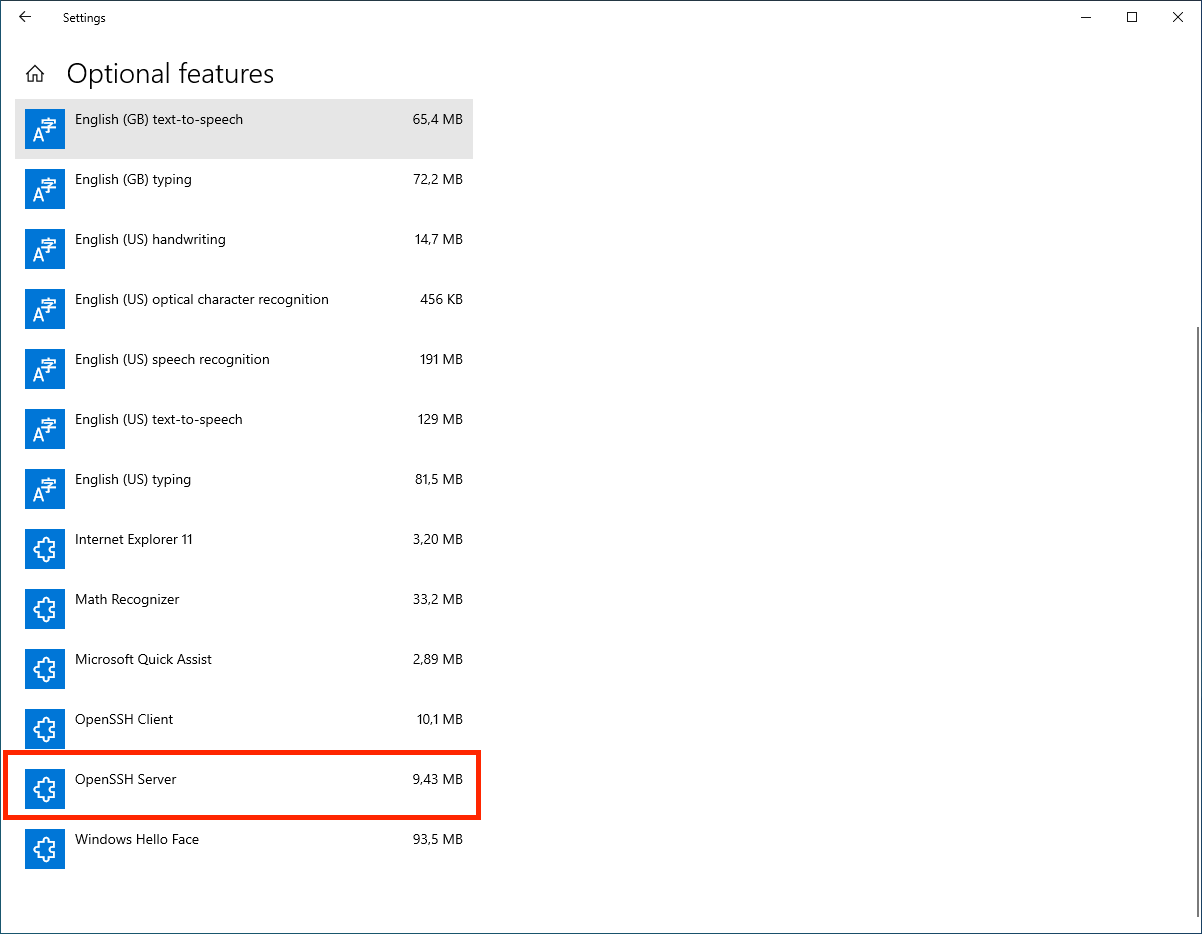 Settings
Optional features
English (GB) text-to-speech 65,4 MB
English (GB) typing 72,2 MB
English (US) handwriting 14,7 MB
English (US) optical character recognition 456 KB
English (US) speech recognition 191 MB
English (US) text-to-speech 129 MB
English (US) typing 81,5 MB
Internet Explorer 11 3,20 MB
Math Recognizer 33,2 MB
Microsoft Quick Assist 2,89 MB
OpenSSH Client 10,1 MB
OpenSSH Server 9,43 MB
Windows Hello Face 93,5 MB